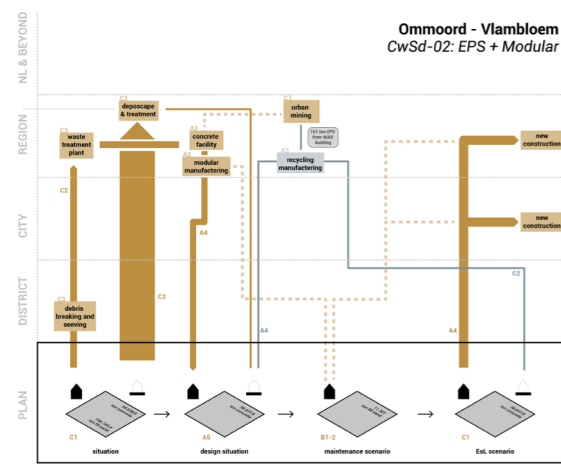 Ommoord - Vlambloem
CwSd-02: EPS + Modular
NL & BEYOND
REGION
CITY
DISTRICT
PLAN
deposcape
& treatment
C1
urban
mining
waste
treatment
plant
concrete
facility
modular
manufacturing
recycling
manufacturing
new
construction
new
construction
C2
A4
C2
C2
debris
breaking and
seeving
A4
A4
C1
A5
B1-2
C1
situation
design situation
maintenance scenario
EoL scenario